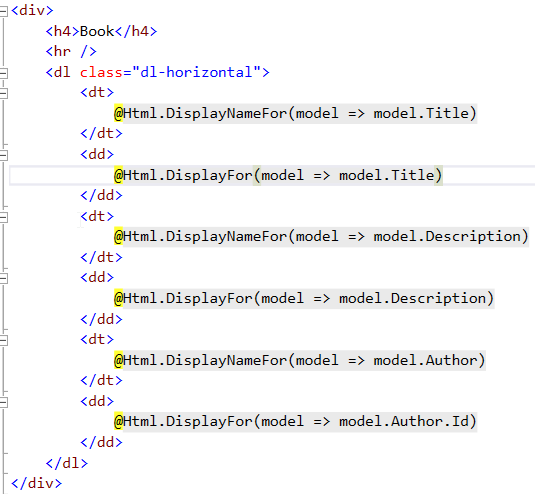 <div>
<h4>Book</h4>
<hr />
<dl class="dl-horizontal">
<dt>
@Html.DisplayNameFor(model => model.Title)
</dt>
<dd>
@Html.DisplayFor(model => model.Title)
</dd>
<dt>
@Html.DisplayNameFor(model => model.Description)
</dt>
<dd>
@Html.DisplayFor(model => model.Description)
</dd>
<dt>
@Html.DisplayNameFor(model => model.Author)
</dt>
<dd>
@Html.DisplayFor(model => model.Author.Id)
</dd>
</dl>
</div>